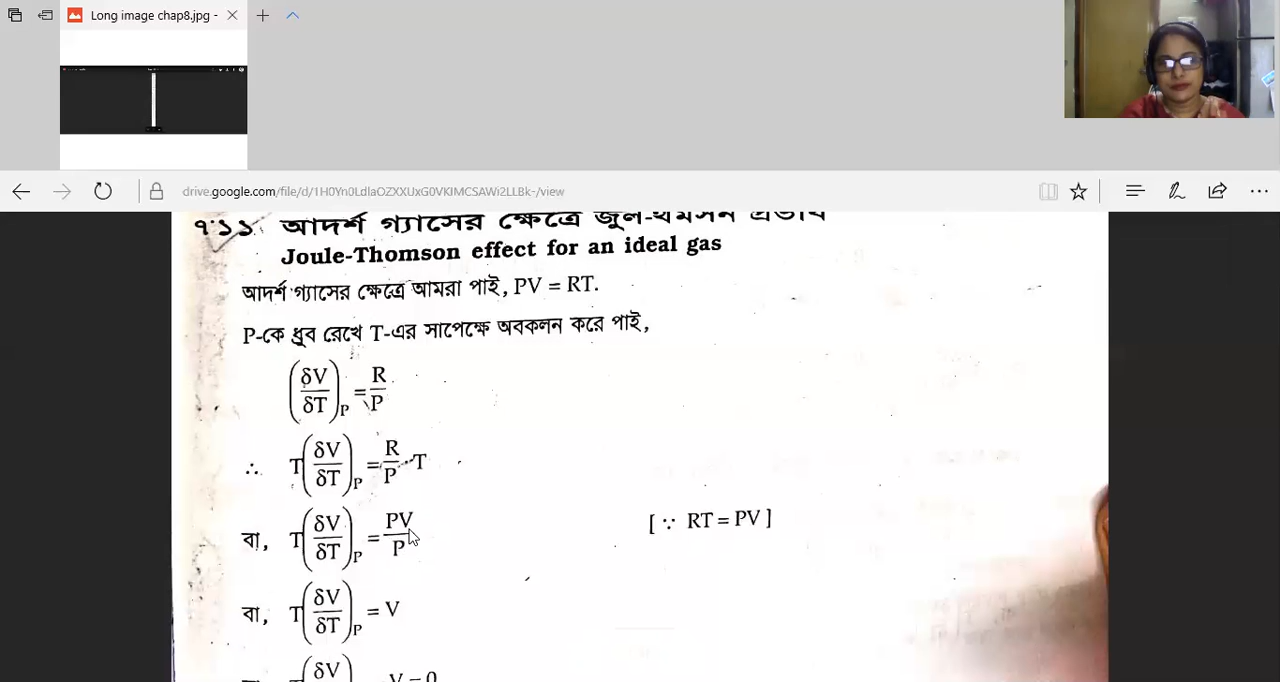 Long image chap8.jpg -
drive.google.com/file/d/1H0Yn0LdlaOZXXUxG0VKIMCSAWi2LLBk-/view
৭·১১ আদর্শ গ্যাসের ক্ষেত্রে জুল-থমসন প্রভাব
Joule-Thomson effect for an ideal gas
আদর্শ গ্যাসের ক্ষেত্রে আমরা পাই, PV = RT.
P-কে ধ্রুব রেখে T-এর সাপেক্ষে অবকলন করে পাই,
(δV/δT)P = R/P
∴ T(δV/δT)P = R/P · T
বা, T(δV/δT)P = PV/P [∵ RT = PV]
বা, T(δV/δT)P = V